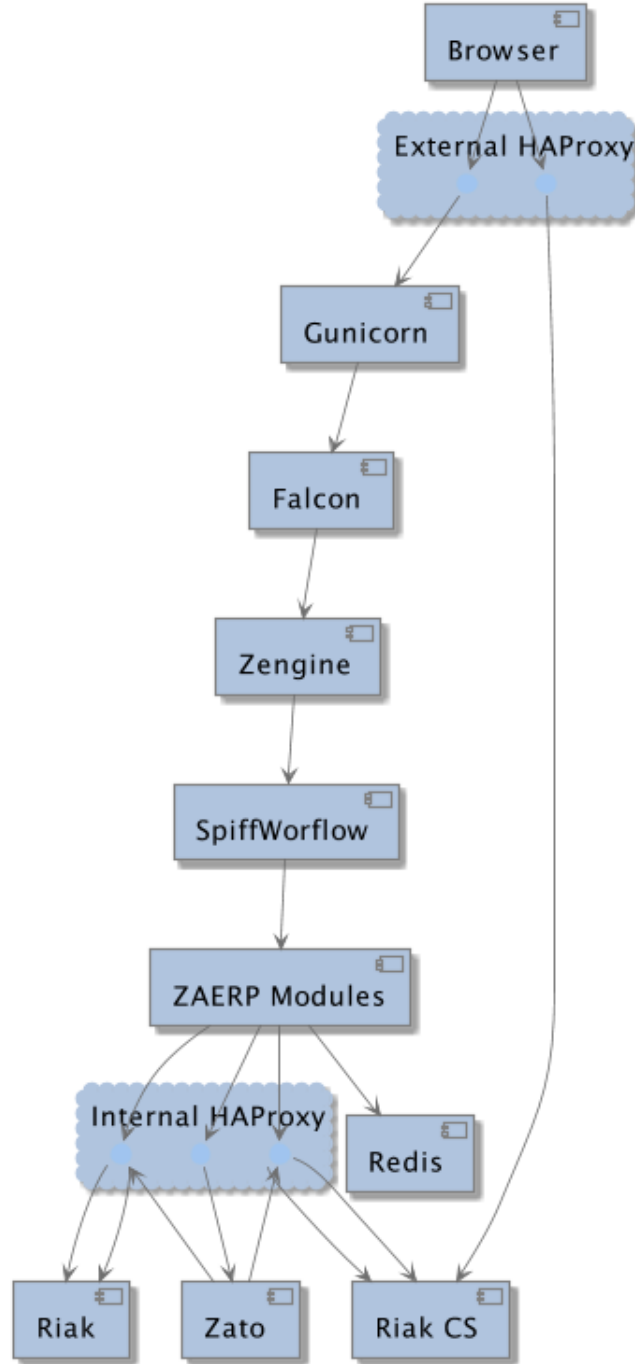 Browser
External HAProxy
Gunicorn
Falcon
Zengine
SpiffWorflow
ZAERP Modules
Internal HAProxy
Redis
Riak
Zato
Riak CS